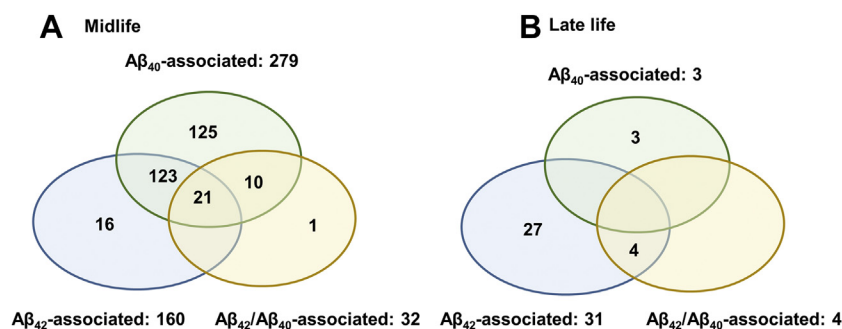 A Midlife
Aβ₄₀-associated: 279
125
123
21
10
16
1
Aβ₄₂-associated: 160
Aβ₄₂/Aβ₄₀-associated: 32
B Late life
Aβ₄₀-associated: 3
3
27
4
Aβ₄₂-associated: 31
Aβ₄₂/Aβ₄₀-associated: 4